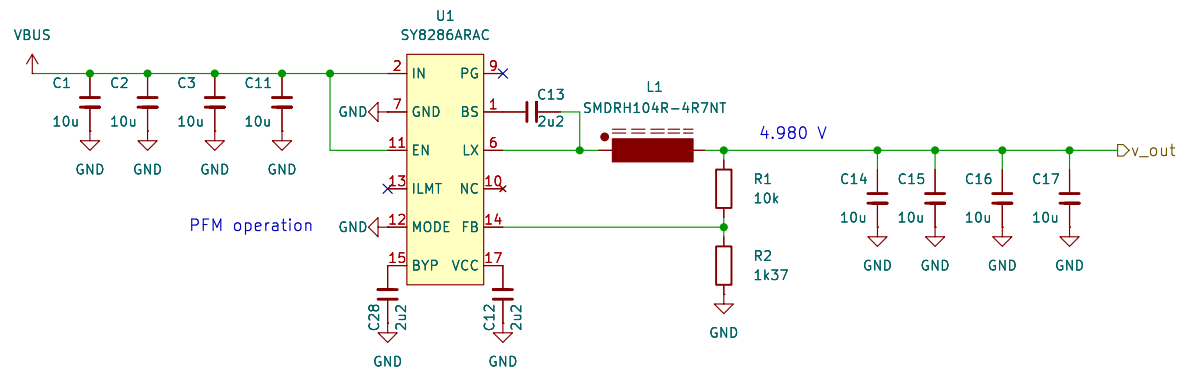 U1
SY8286ARAC
VBUS
C1
10u
GND
C2
10u
GND
C3
10u
GND
C11
10u
GND
2 IN
GND 7 GND
11 EN
13 ILMT
PFM operation
GND 12 MODE
15 BYP
C28
2u2
GND
PG 9
BS 1
LX 6
NC 10
FB 14
VCC 17
C12
2u2
GND
C13
2u2
L1
SMDRH104R-4R7NT
4.980 V
R1
10k
R2
1k37
GND
C14
10u
GND
C15
10u
GND
C16
10u
GND
C17
10u
GND
v_out